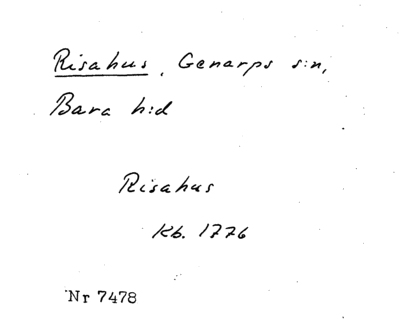 Risahus, Genarps s:n,
Bara h:d
Risahus
Kb. 1776
Nr 7478